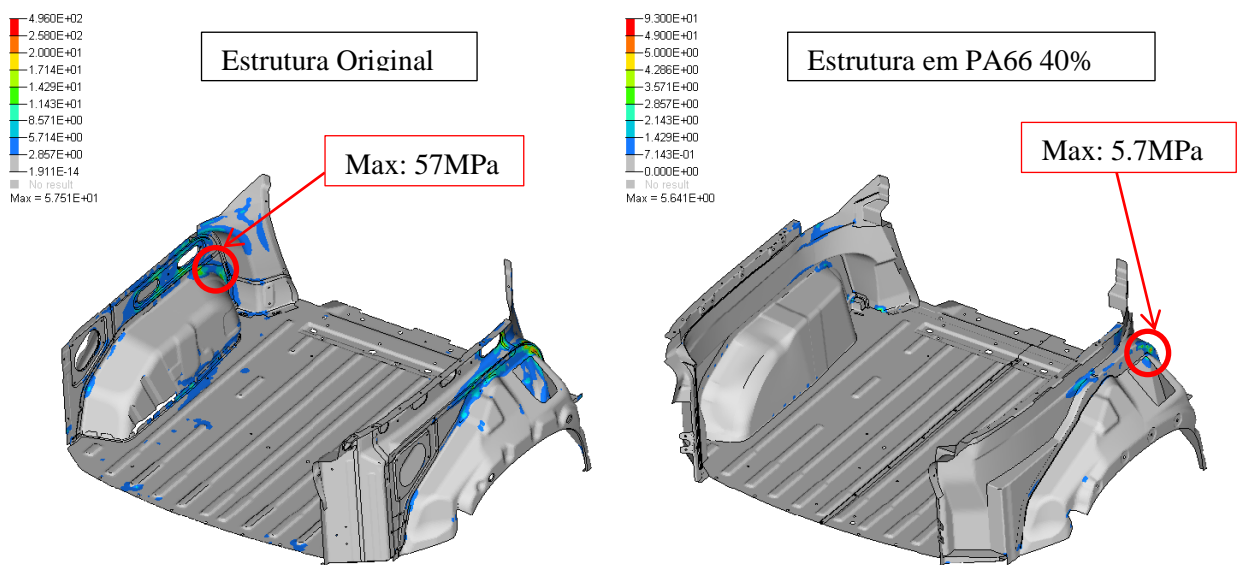 4.960E+02
2.580E+02
2.000E+01
1.714E+01
1.429E+01
1.143E+01
8.571E+00
5.714E+00
2.857E+00
1.911E-14
No result
Max = 5.751E+01
Estrutura Original
Max: 57MPa
9.300E+01
4.900E+01
5.000E+00
4.286E+00
3.571E+00
2.857E+00
2.143E+00
1.429E+00
7.143E-01
0.000E+00
No result
Max = 5.641E+00
Estrutura em PA66 40%
Max: 5.7MPa